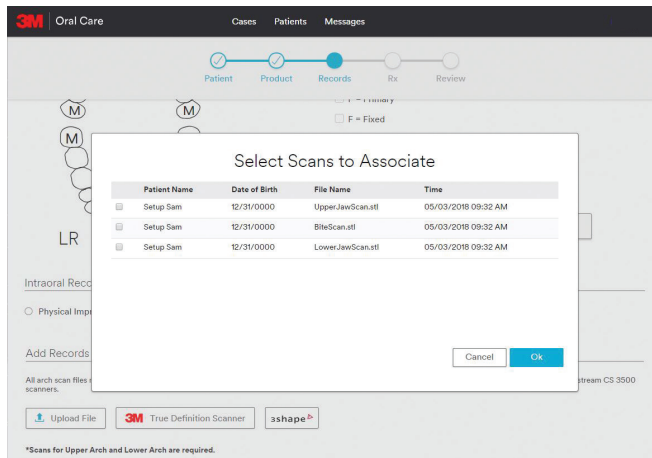 3M Oral Care Cases Patients Messages
Patient Product Records Rx Review
M M
F = Fixed
M
LR
Select Scans to Associate
Patient Name Date of Birth File Name Time
Setup Sam 12/31/0000 UpperJawScan.stl 05/03/2018 09:32 AM
Setup Sam 12/31/0000 BiteScan.stl 05/03/2018 09:32 AM
Setup Sam 12/31/0000 LowerJawScan.stl 05/03/2018 09:32 AM
Intraoral Reco
Physical Impr
Cancel Ok
Add Records
All arch scan files stream CS 3500
scanners.
Upload File 3M True Definition Scanner 3shape
*Scans for Upper Arch and Lower Arch are required.